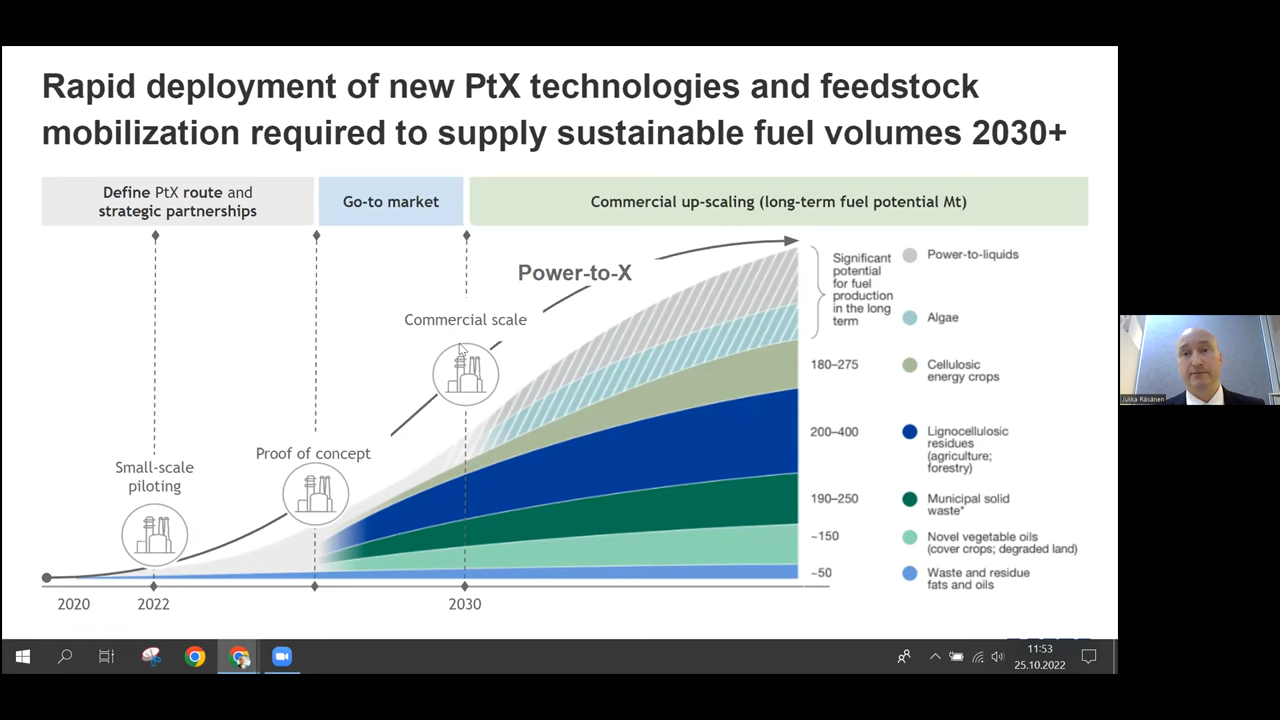 Rapid deployment of new PtX technologies and feedstock
mobilization required to supply sustainable fuel volumes 2030+
Define PtX route and
strategic partnerships
Go-to market
Commercial up-scaling (long-term fuel potential Mt)
Power-to-X
Commercial scale
Proof of concept
Small-scale
piloting
Significant
potential
for fuel
production
in the long
term
Power-to-liquids
Algae
180–275
Cellulosic
energy crops
200–400
Lignocellulosic
residues
(agriculture;
forestry)
190–250
Municipal solid
waste*
~150
Novel vegetable oils
(cover crops; degraded land)
~50
Waste and residue
fats and oils
2020
2022
2030
Jukka Räsänen
11:53
25.10.2022